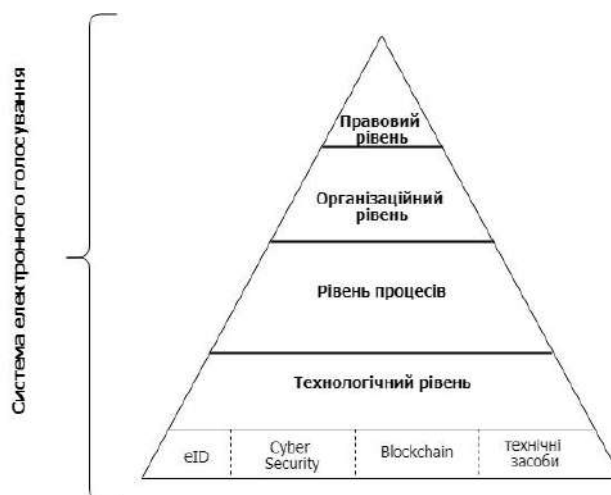 Система електронного голосування
Правовий
рівень
Організаційний
рівень
Рівень процесів
Технологічний рівень
eID
Cyber
Security
Blockchain
технічні
засоби